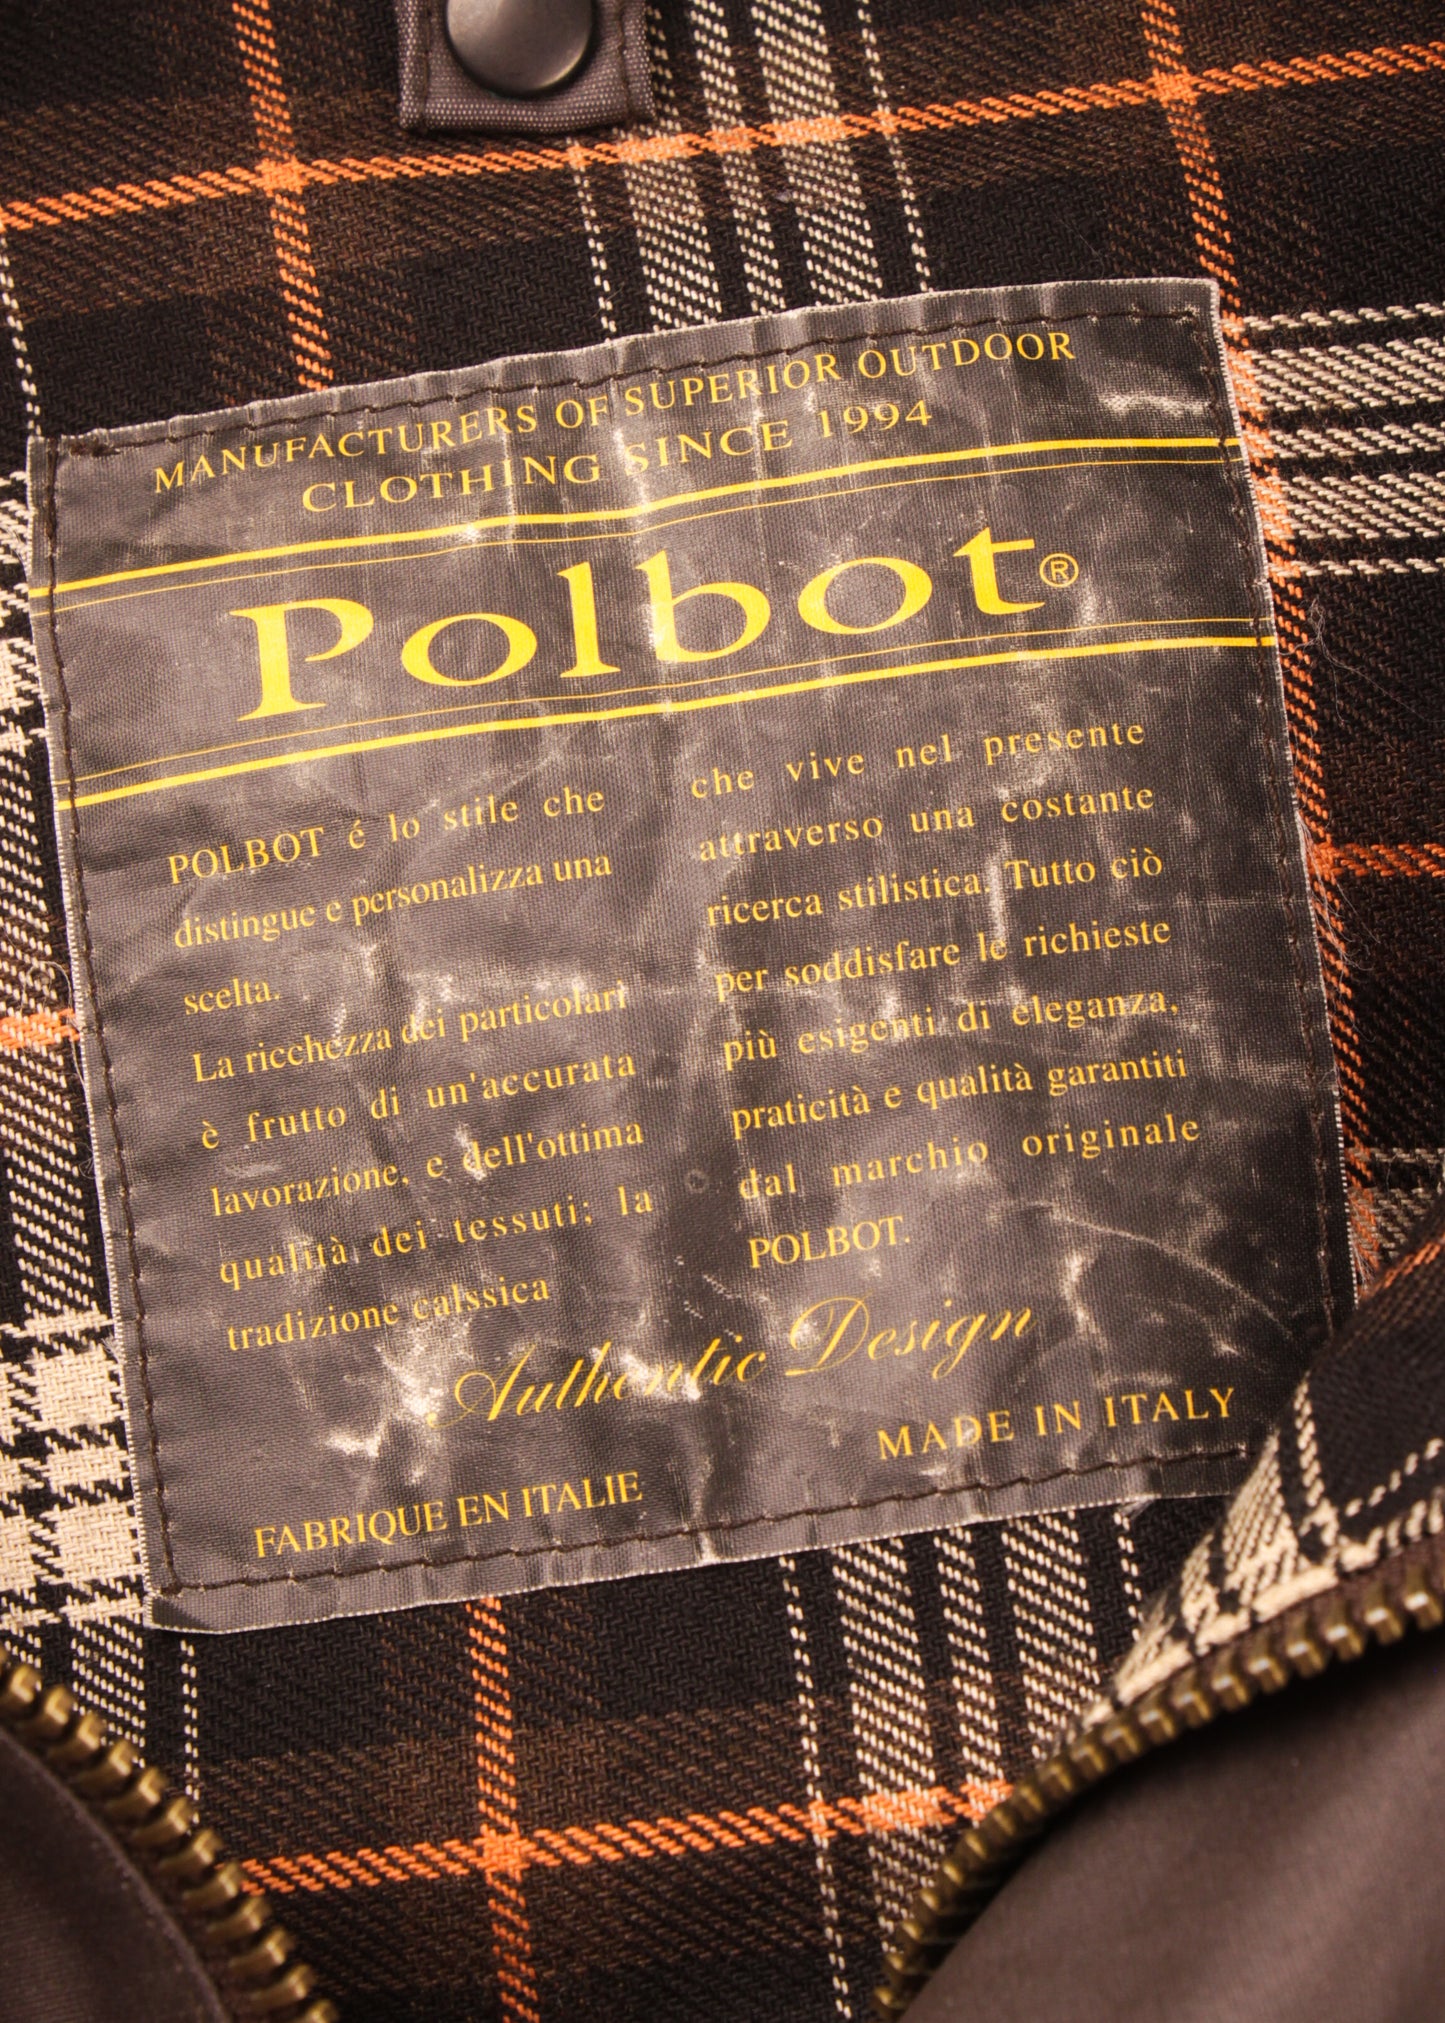 MANUFACTURERS OF SUPERIOR OUTDOOR
CLOTHING SINCE 1994
Polbot®
POLBOT é lo stile che
distingue e personalizza una
scelta.
La ricchezza dei particolari
è frutto di un'accurata
lavorazione, e dell'ottima
qualità dei tessuti; la
tradizione calssica
che vive nel presente
attraverso una costante
ricerca stilistica. Tutto ciò
per soddisfare le richieste
più esigenti di eleganza,
praticità e qualità garantiti
dal marchio originale
POLBOT.
Authentic Design
FABRIQUE EN ITALIE
MADE IN ITALY